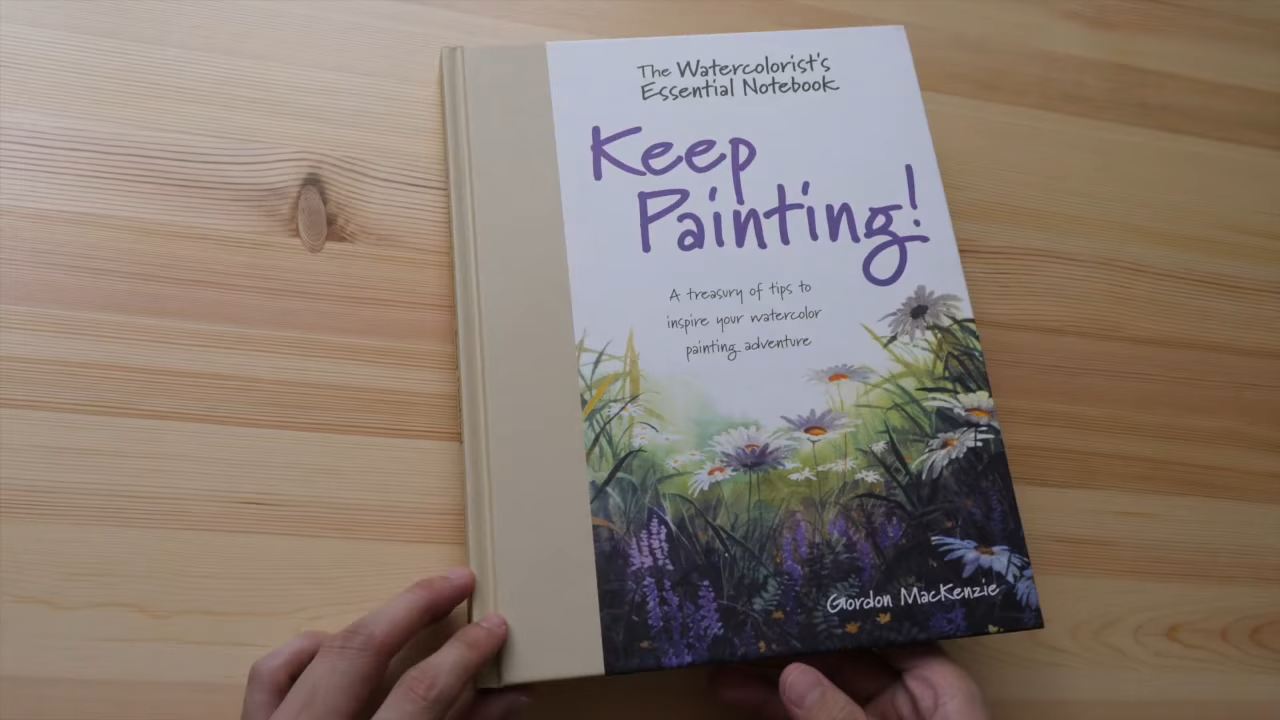 The Watercolorist's
Essential Notebook
Keep
Painting!
A treasury of tips to
inspire your watercolor
painting adventure
Gordon MacKenzie